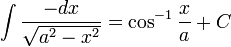 ∫ -dx / √(a² − x²) = cos⁻¹ x/a + C